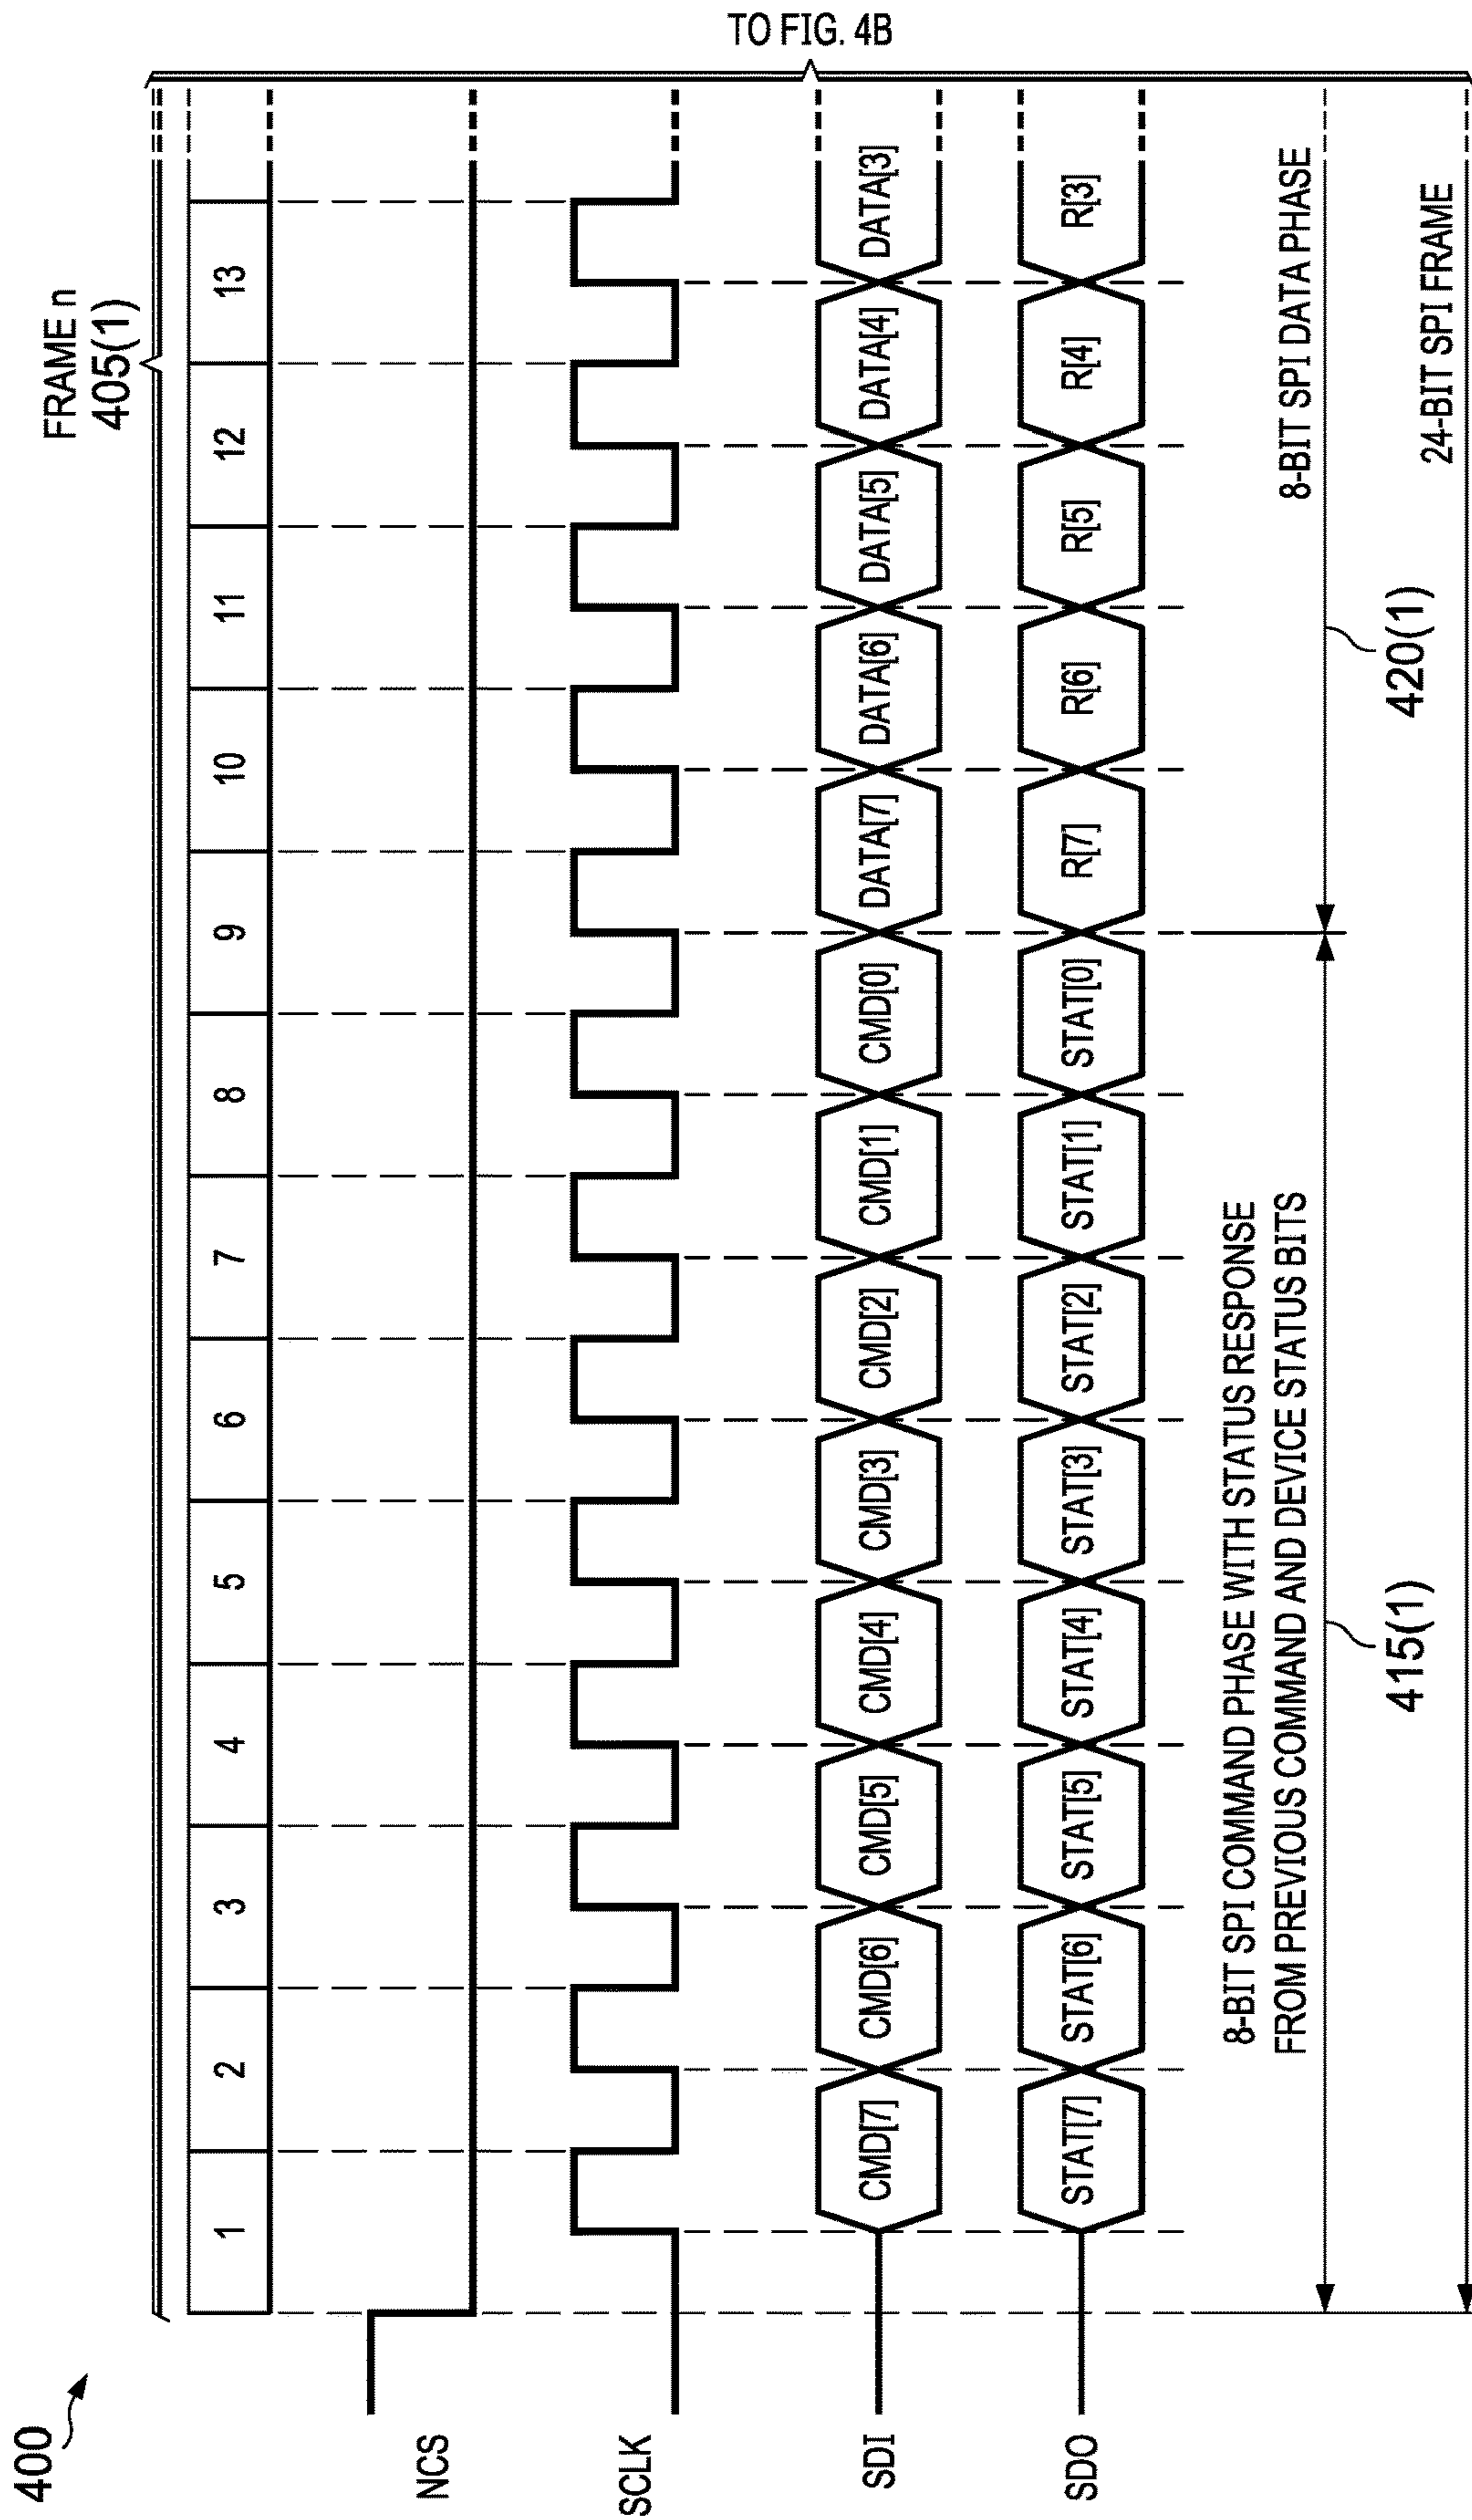 400
FRAME n
405(1)
1 2 3 4 5 6 7 8 9 10 11 12 13
NCS
SCLK
SDI CMD[7] CMD[6] CMD[5] CMD[4] CMD[3] CMD[2] CMD[1] CMD[0] DATA[7] DATA[6] DATA[5] DATA[4] DATA[3]
SDO STAT[7] STAT[6] STAT[5] STAT[4] STAT[3] STAT[2] STAT[1] STAT[0] R[7] R[6] R[5] R[4] R[3]
8-BIT SPI COMMAND PHASE WITH STATUS RESPONSE
FROM PREVIOUS COMMAND AND DEVICE STATUS BITS
415(1)
8-BIT SPI DATA PHASE
420(1)
24-BIT SPI FRAME
TO FIG. 4B